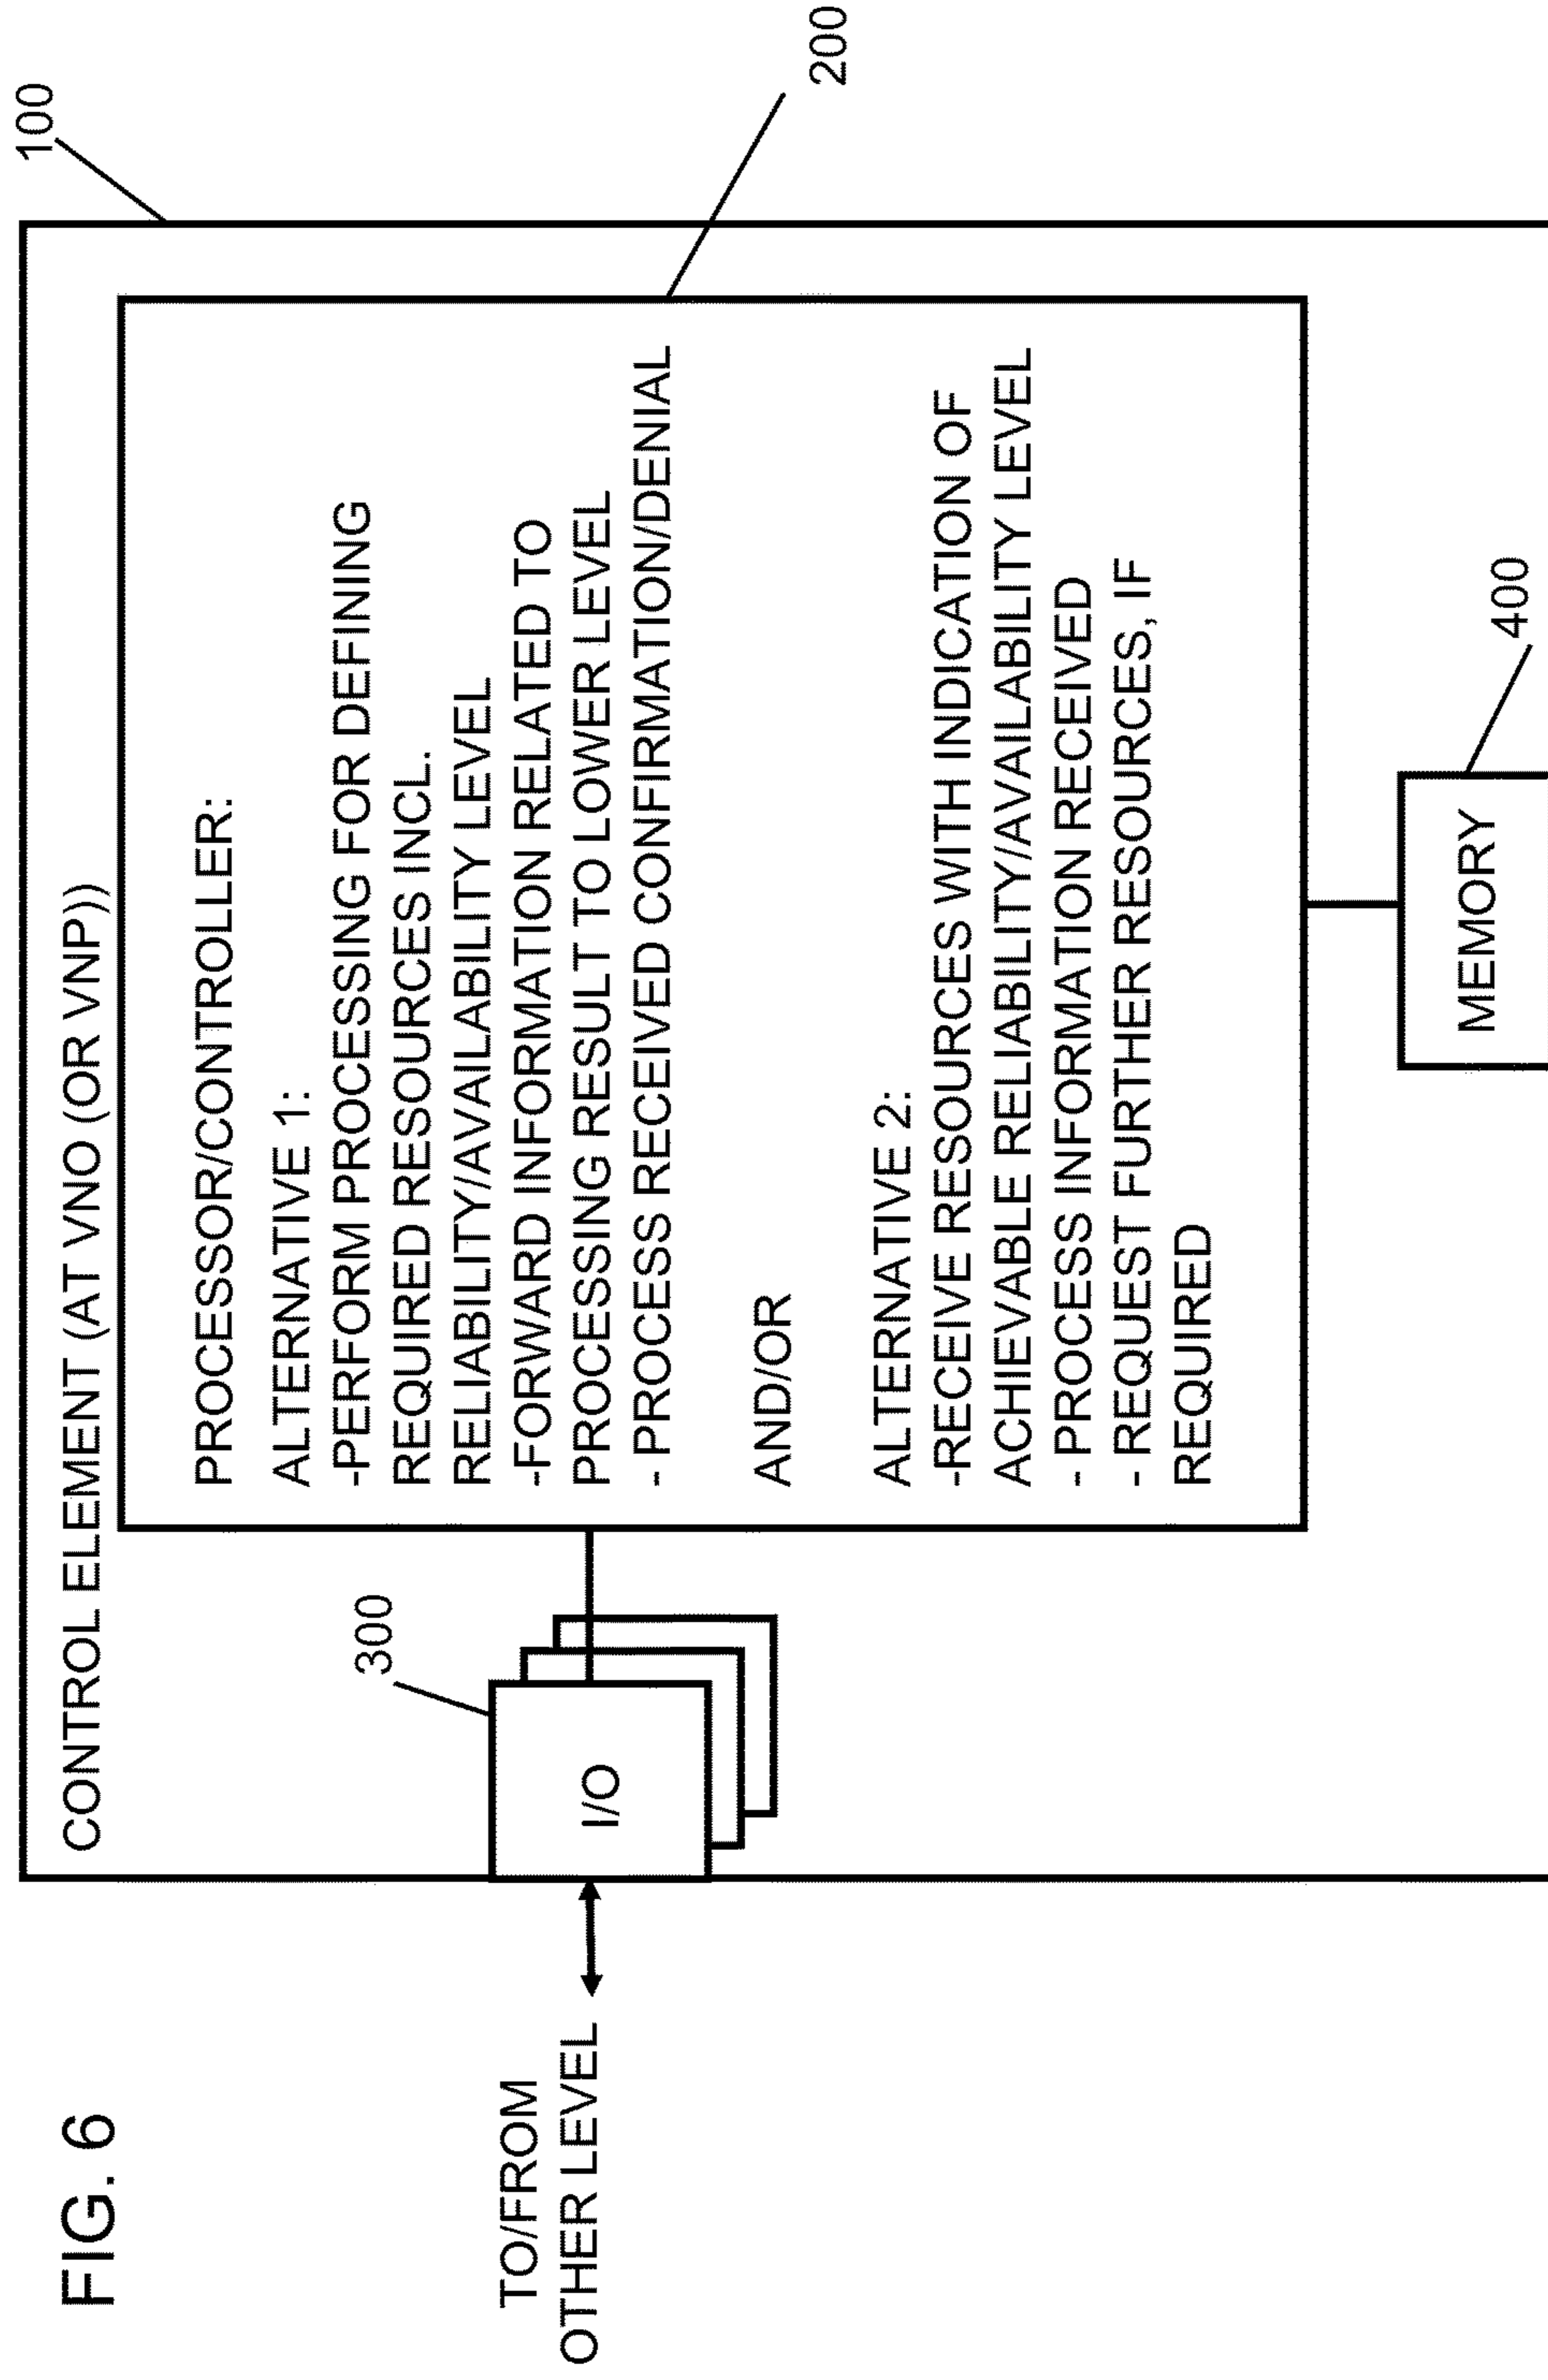 FIG. 6
100
CONTROL ELEMENT (AT VNO (OR VNP))
PROCESSOR/CONTROLLER:
ALTERNATIVE 1:
-PERFORM PROCESSING FOR DEFINING
REQUIRED RESOURCES INCL.
RELIABILITY/AVAILABILITY LEVEL
-FORWARD INFORMATION RELATED TO
PROCESSING RESULT TO LOWER LEVEL
- PROCESS RECEIVED CONFIRMATION/DENIAL
AND/OR
ALTERNATIVE 2:
-RECEIVE RESOURCES WITH INDICATION OF
ACHIEVABLE RELIABILITY/AVAILABILITY LEVEL
- PROCESS INFORMATION RECEIVED
- REQUEST FURTHER RESOURCES, IF
REQUIRED
200
300
I/O
TO/FROM
OTHER LEVEL
MEMORY
400